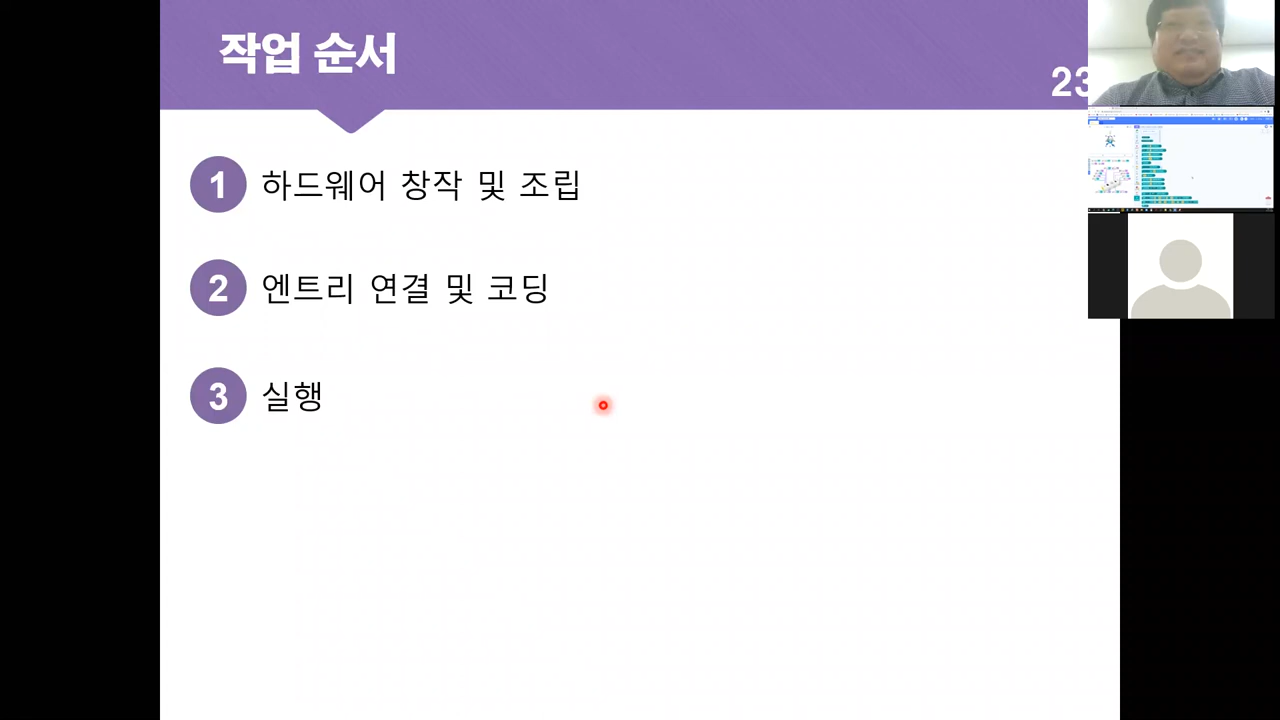 작업 순서
23
1 하드웨어 창작 및 조립
2 엔트리 연결 및 코딩
3 실행